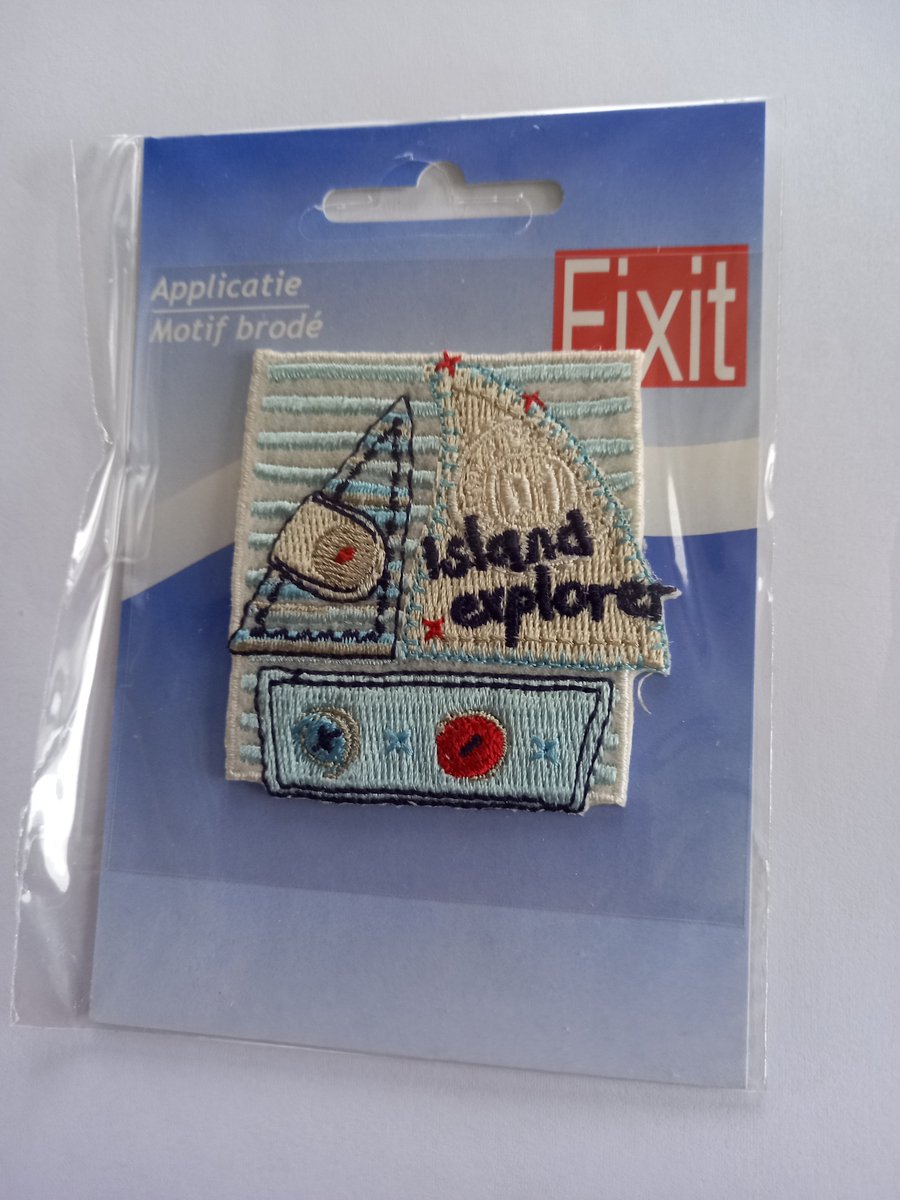 Applicatie
Motif brodé
Fixit
Island
explorer